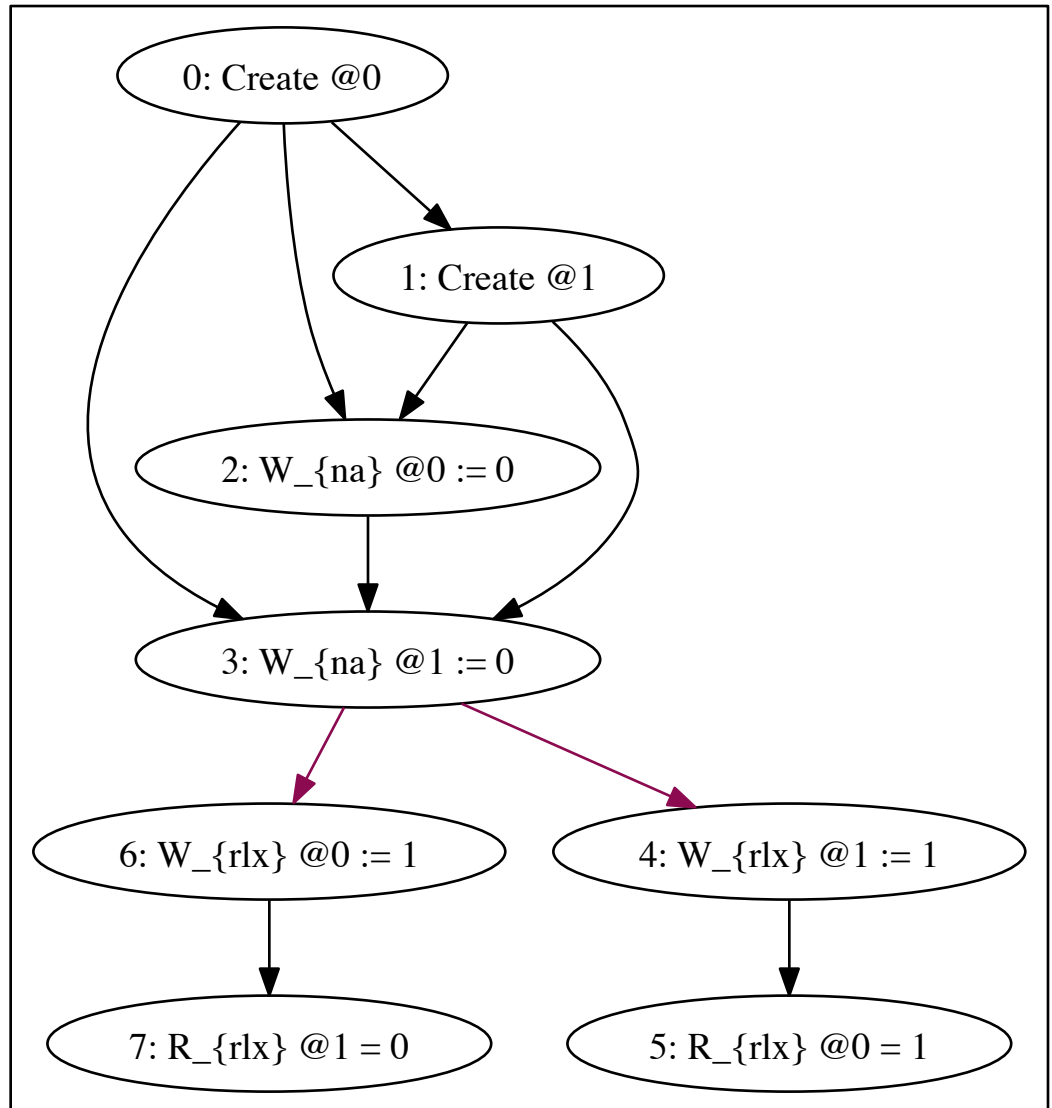 0: Create @0
1: Create @1
2: W_{na} @0 := 0
3: W_{na} @1 := 0
6: W_{rlx} @0 := 1
4: W_{rlx} @1 := 1
7: R_{rlx} @1 = 0
5: R_{rlx} @0 = 1